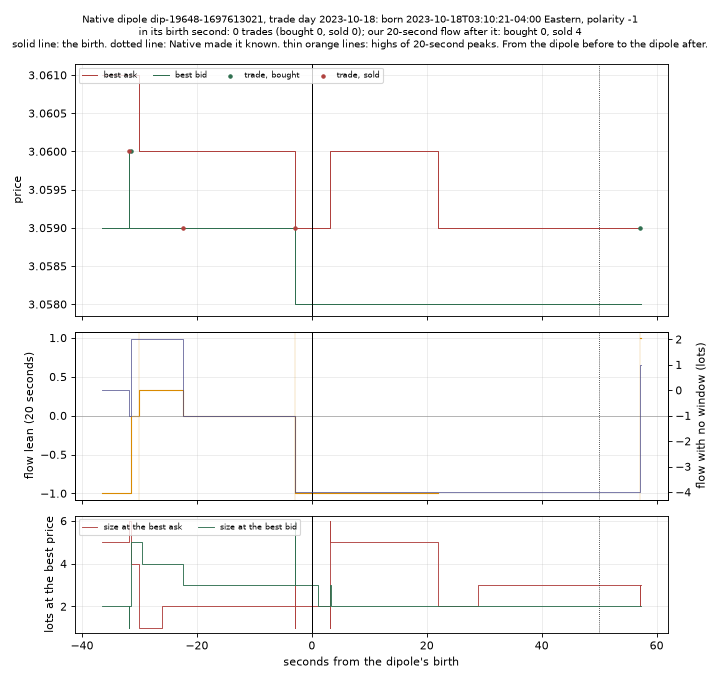 Native dipole dip-19648-1697613021, trade day 2023-10-18: born 2023-10-18T03:10:21-04:00 Eastern, polarity -1
in its birth second: 0 trades (bought 0, sold 0); our 20-second flow after it: bought 0, sold 4
solid line: the birth. dotted line: Native made it known. thin orange lines: highs of 20-second peaks. From the dipole before to the dipole after.
best ask
best bid
trade, bought
trade, sold
3.0610
3.0605
3.0600
3.0595
3.0590
3.0585
3.0580
price
1.0
0.5
0.0
−0.5
−1.0
flow lean (20 seconds)
2
1
0
−1
−2
−3
−4
flow with no window (lots)
size at the best ask
size at the best bid
6
4
2
lots at the best price
−40
−20
0
20
40
60
seconds from the dipole's birth